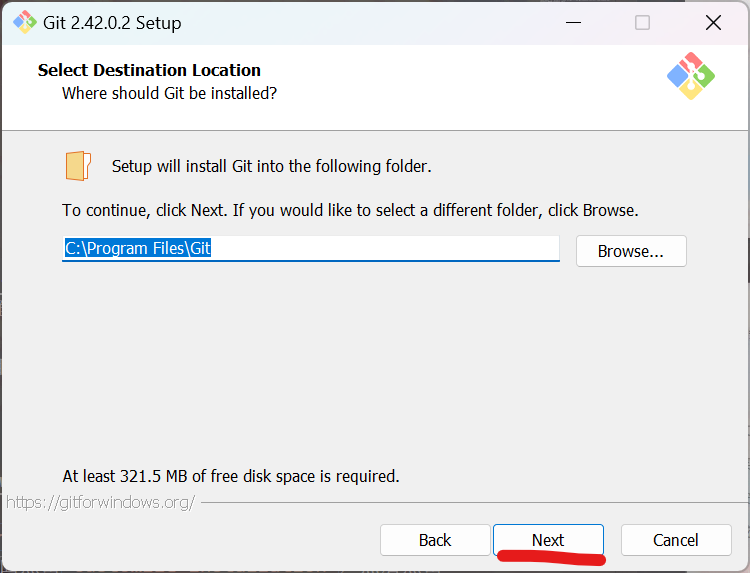 Git 2.42.0.2 Setup
Select Destination Location
Where should Git be installed?
Setup will install Git into the following folder.
To continue, click Next. If you would like to select a different folder, click Browse.
C:\Program Files\Git
Browse...
At least 321.5 MB of free disk space is required.
https://gitforwindows.org/
Back Next Cancel